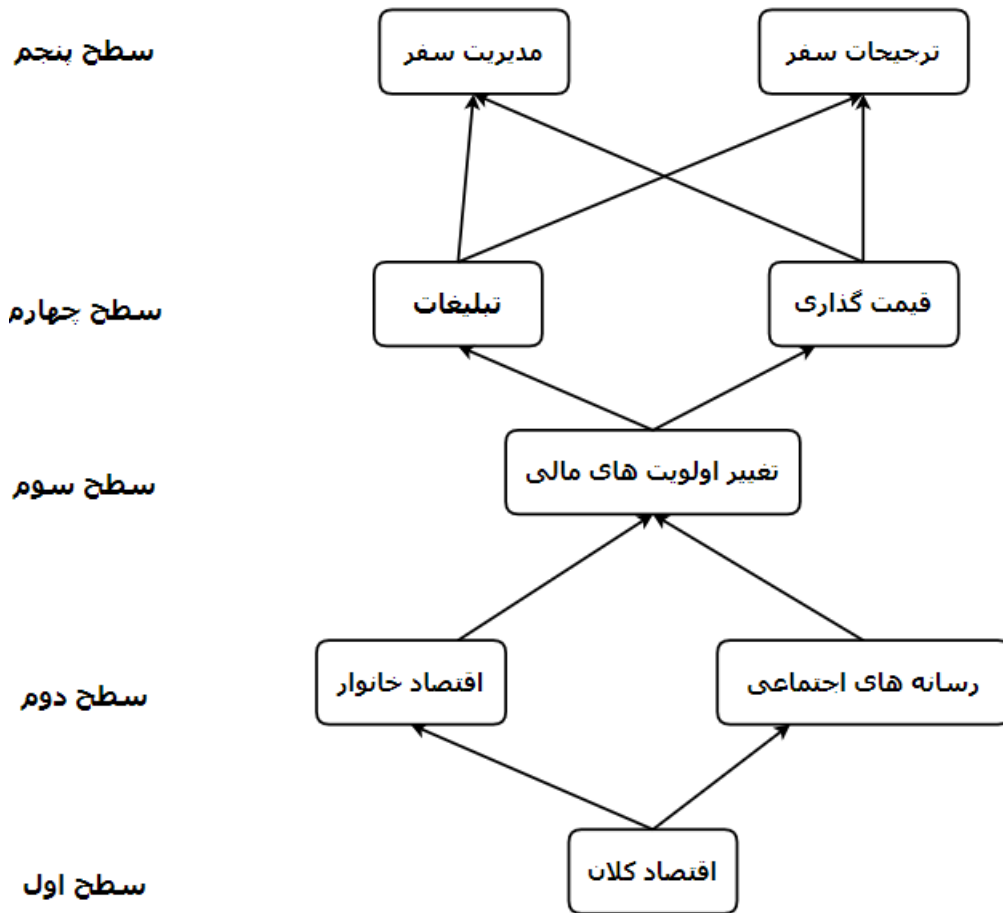 سطح پنجم
ترجیحات سفر
مدیریت سفر
سطح چهارم
قیمت گذاری
تبلیغات
سطح سوم
تغییر اولویت های مالی
سطح دوم
رسانه های اجتماعی
اقتصاد خانوار
سطح اول
اقتصاد کلان